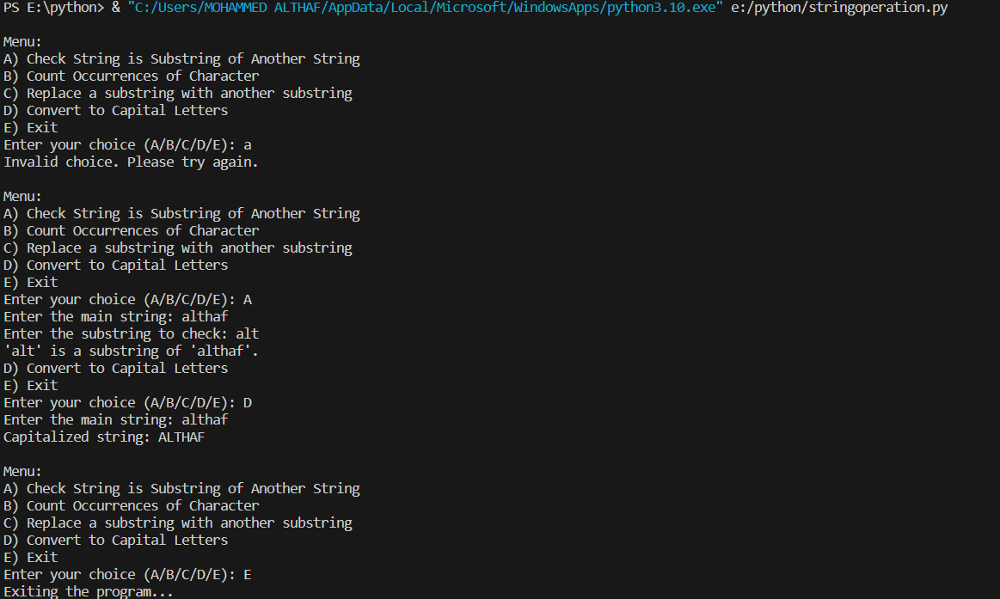 PS E:\python> & "C:/Users/MOHAMMED ALTHAF/AppData/Local/Microsoft/WindowsApps/python3.10.exe" e:/python/stringoperation.py
Menu:
A) Check String is Substring of Another String
B) Count Occurrences of Character
C) Replace a substring with another substring
D) Convert to Capital Letters
E) Exit
Enter your choice (A/B/C/D/E): a
Invalid choice. Please try again.
Menu:
A) Check String is Substring of Another String
B) Count Occurrences of Character
C) Replace a substring with another substring
D) Convert to Capital Letters
E) Exit
Enter your choice (A/B/C/D/E): A
Enter the main string: althaf
Enter the substring to check: alt
'alt' is a substring of 'althaf'.
D) Convert to Capital Letters
E) Exit
Enter your choice (A/B/C/D/E): D
Enter the main string: althaf
Capitalized string: ALTHAF
Menu:
A) Check String is Substring of Another String
B) Count Occurrences of Character
C) Replace a substring with another substring
D) Convert to Capital Letters
E) Exit
Enter your choice (A/B/C/D/E): E
Exiting the program...